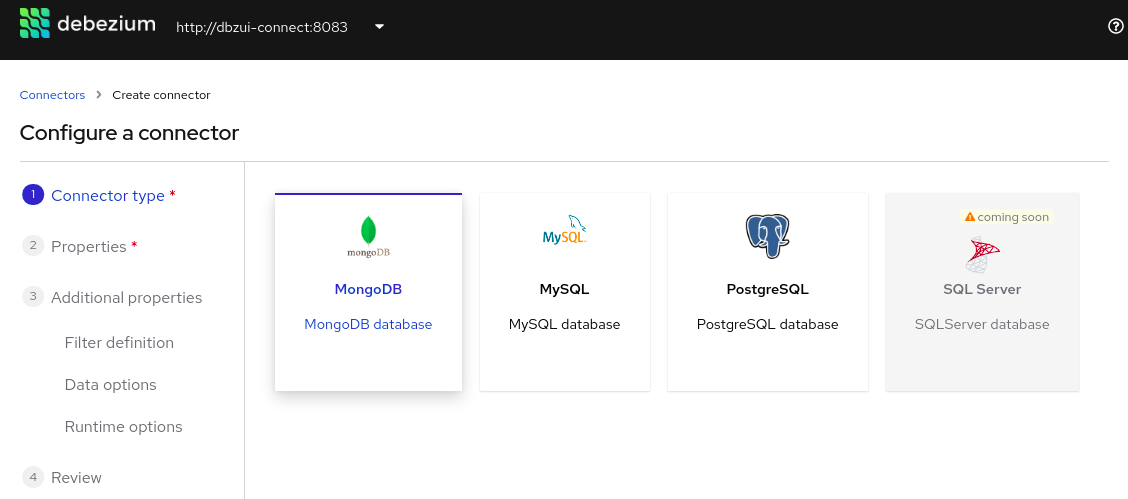 debezium http://dbzui-connect:8083
Connectors > Create connector
Configure a connector
1 Connector type *
2 Properties *
3 Additional properties
Filter definition
Data options
Runtime options
4 Review
mongoDB
MongoDB
MongoDB database
MySQL
MySQL
MySQL database
PostgreSQL
PostgreSQL database
coming soon
SQL Server
SQLServer database